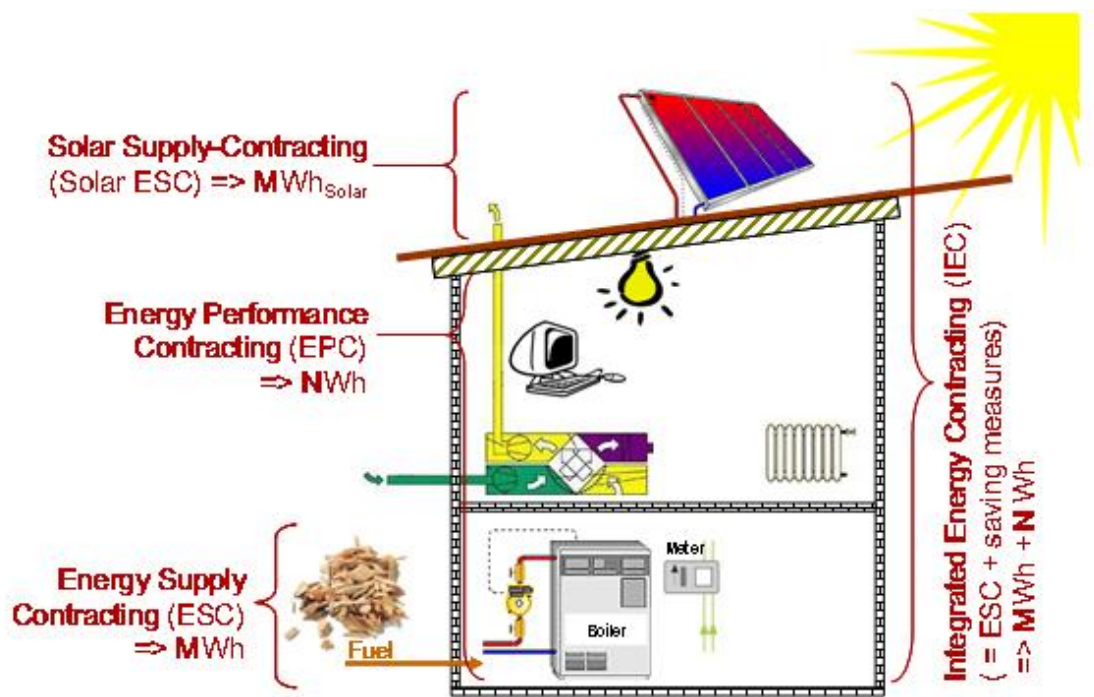 Solar Supply-Contracting
(Solar ESC) => MWhSolar
Energy Performance
Contracting (EPC)
=> NWh
Energy Supply
Contracting (ESC)
=> MWh
Fuel
Boiler
Meter
Integrated Energy Contracting (IEC)
( = ESC + saving measures)
=> MWh + NWh